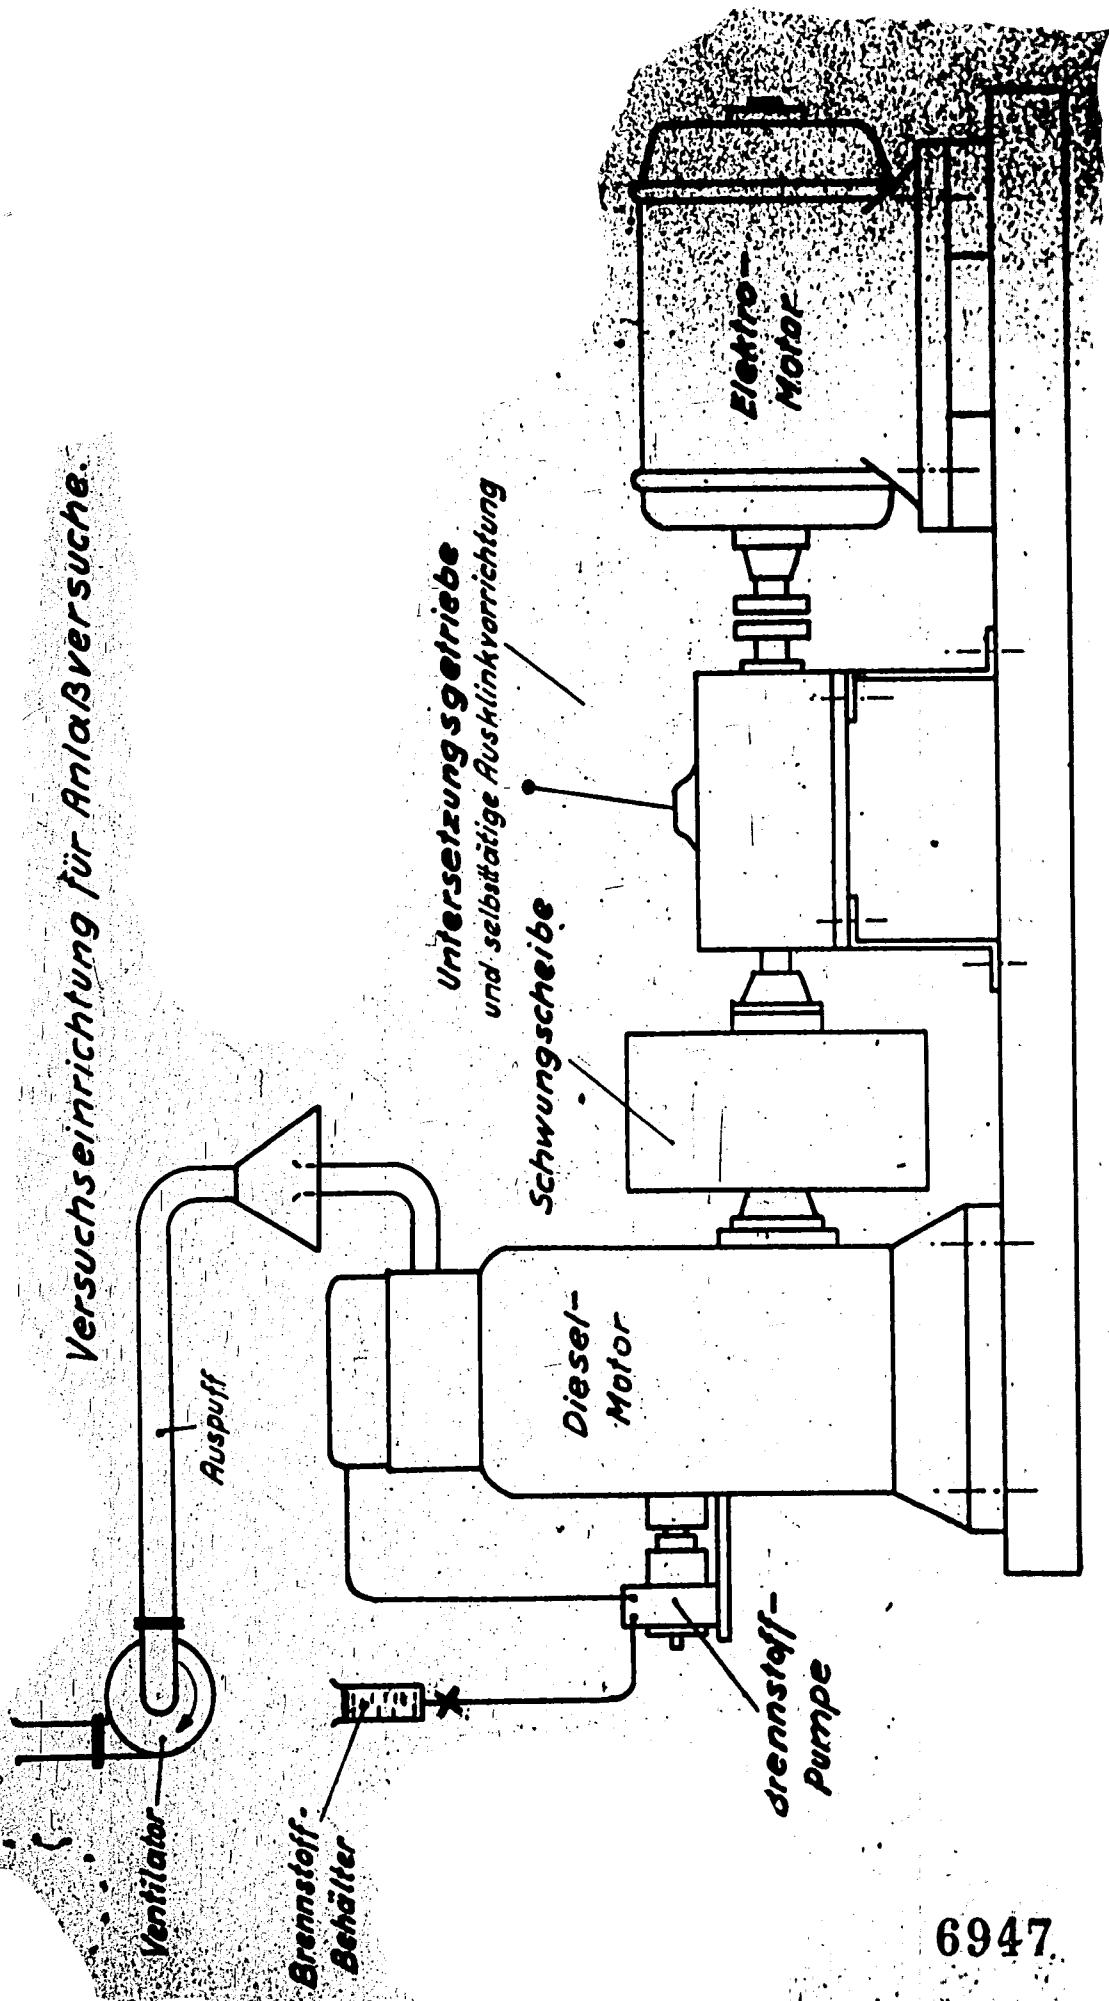 Versuchseinrichtung für Anlaßversuche.
Ventilator
Auspuff
Brennstoff-
Behälter
Untersetzungsgetriebe
und selbsttätige Ausklinkvorrichtung
Schwungscheibe
Diesel-
Motor
Elektro-
Motor
Brennstoff-
Pumpe
6947